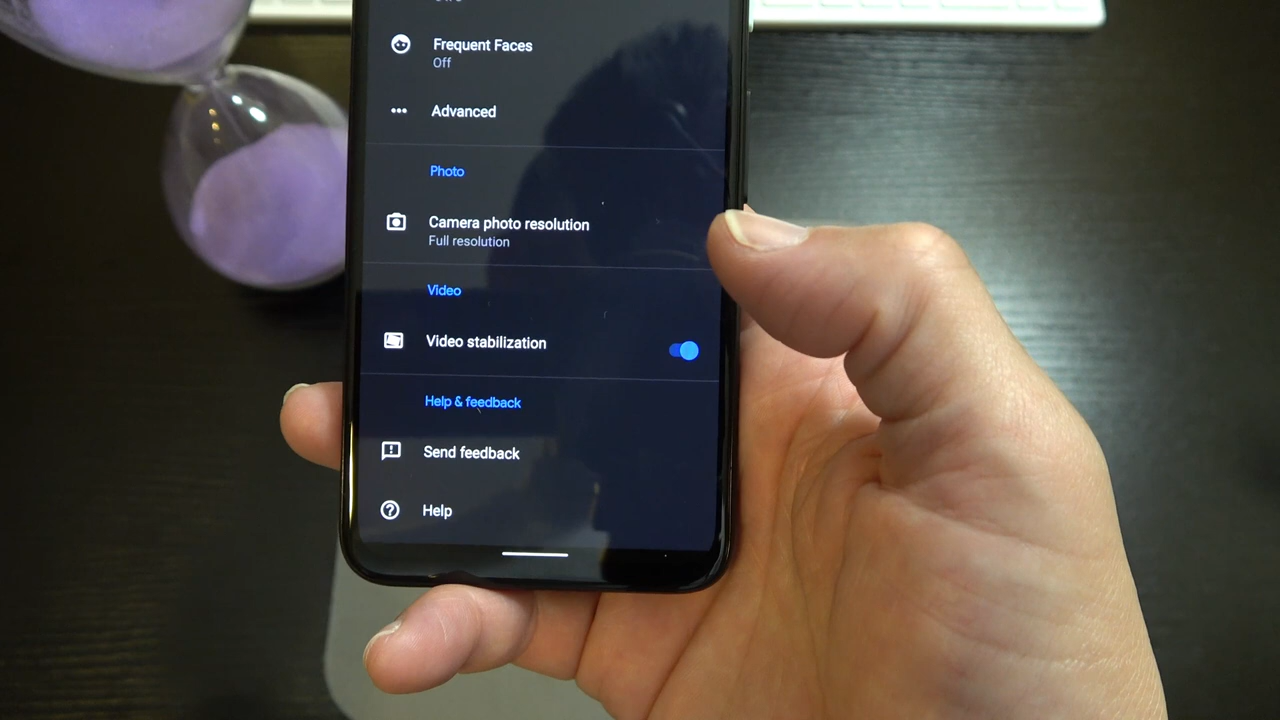 Frequent Faces
Off
Advanced
Photo
Camera photo resolution
Full resolution
Video
Video stabilization
Help & feedback
Send feedback
Help